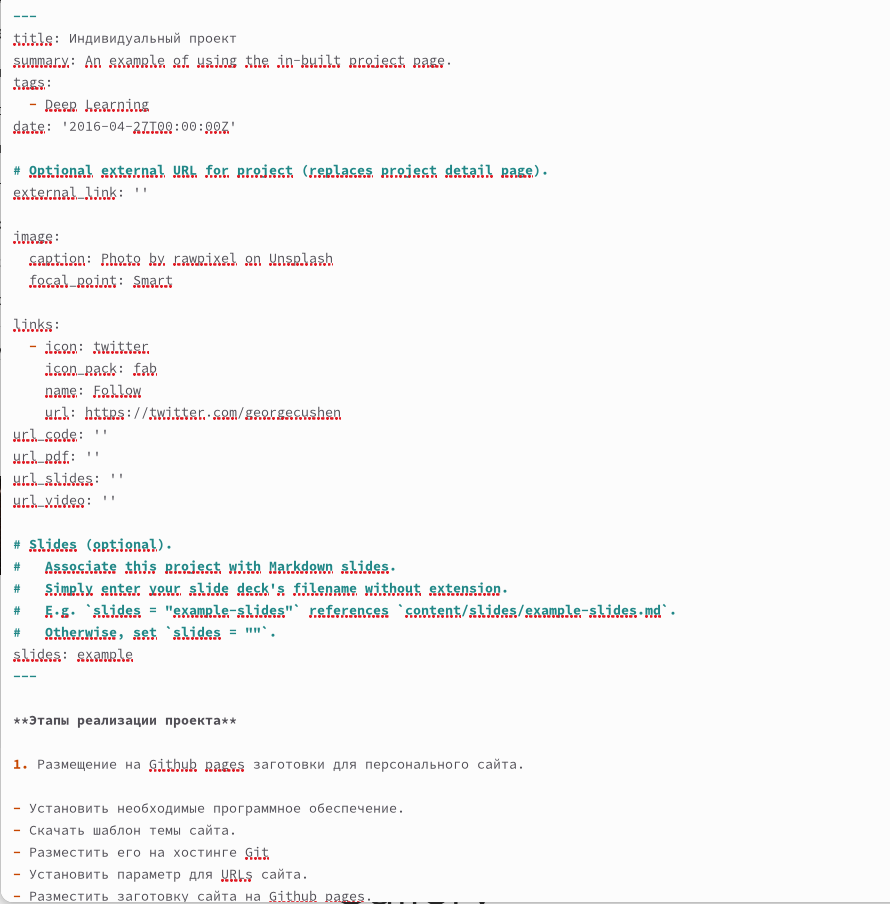 ---
title: Индивидуальный проект
summary: An example of using the in-built project page.
tags:
  - Deep Learning
date: '2016-04-27T00:00:00Z'

# Optional external URL for project (replaces project detail page).
external_link: ''

image:
  caption: Photo by rawpixel on Unsplash
  focal_point: Smart

links:
  - icon: twitter
    icon_pack: fab
    name: Follow
    url: https://twitter.com/georgecushen
url_code: ''
url_pdf: ''
url_slides: ''
url_video: ''

# Slides (optional).
#   Associate this project with Markdown slides.
#   Simply enter your slide deck's filename without extension.
#   E.g. `slides = "example-slides"` references `content/slides/example-slides.md`.
#   Otherwise, set `slides = ""`.
slides: example
---

**Этапы реализации проекта**

1. Размещение на Github pages заготовки для персонального сайта.

- Установить необходимые программное обеспечение.
- Скачать шаблон темы сайта.
- Разместить его на хостинге Git
- Установить параметр для URLs сайта.
- Разместить заготовку сайта на Github pages.